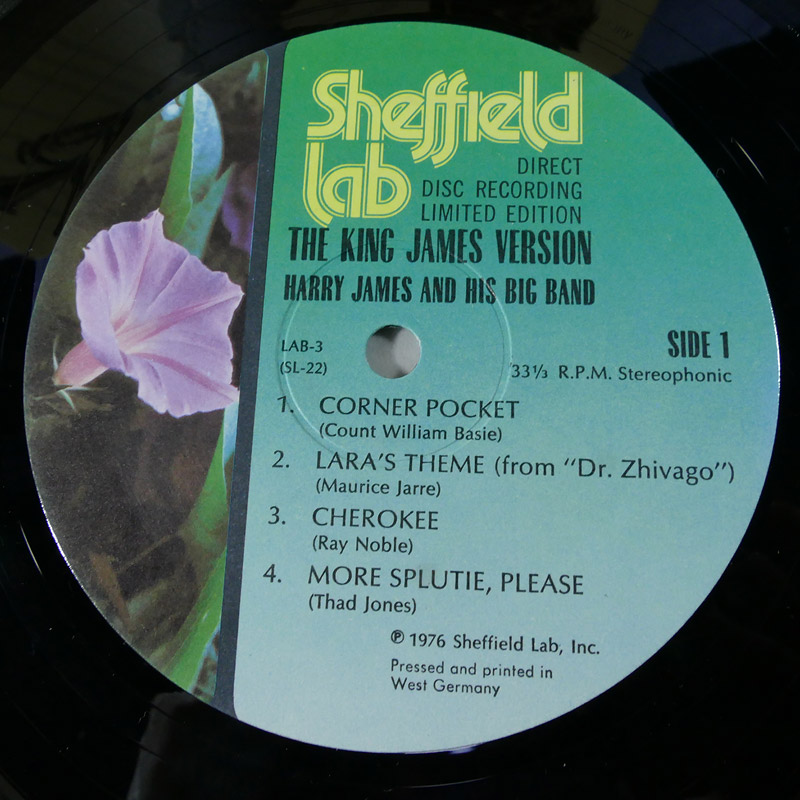 Sheffield
lab
DIRECT
DISC RECORDING
LIMITED EDITION
THE KING JAMES VERSION
HARRY JAMES AND HIS BIG BAND
LAB-3
(SL-22)
SIDE 1
33⅓ R.P.M. Stereophonic
1. CORNER POCKET
(Count William Basie)
2. LARA'S THEME (from "Dr. Zhivago")
(Maurice Jarre)
3. CHEROKEE
(Ray Noble)
4. MORE SPLUTIE, PLEASE
(Thad Jones)
℗ 1976 Sheffield Lab, Inc.
Pressed and printed in
West Germany